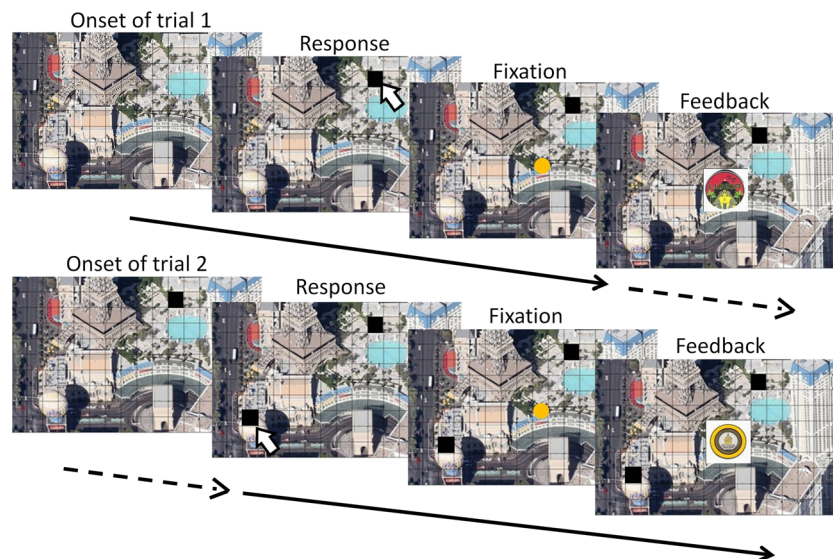 Onset of trial 1
Response
Fixation
Feedback
Onset of trial 2
Response
Fixation
Feedback